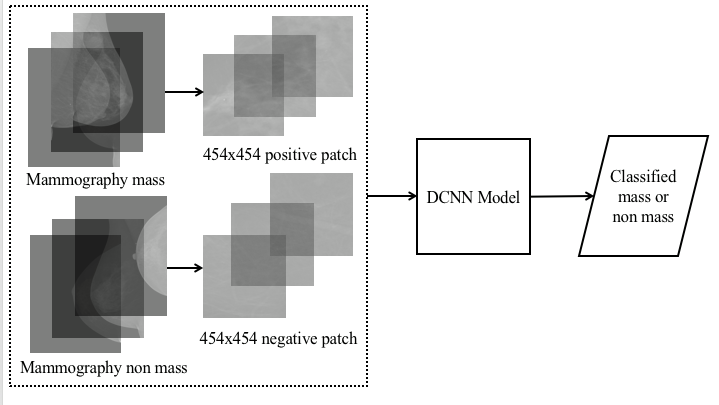 454x454 positive patch
Mammography mass
454x454 negative patch
Mammography non mass
DCNN Model
Classified
mass or
non mass